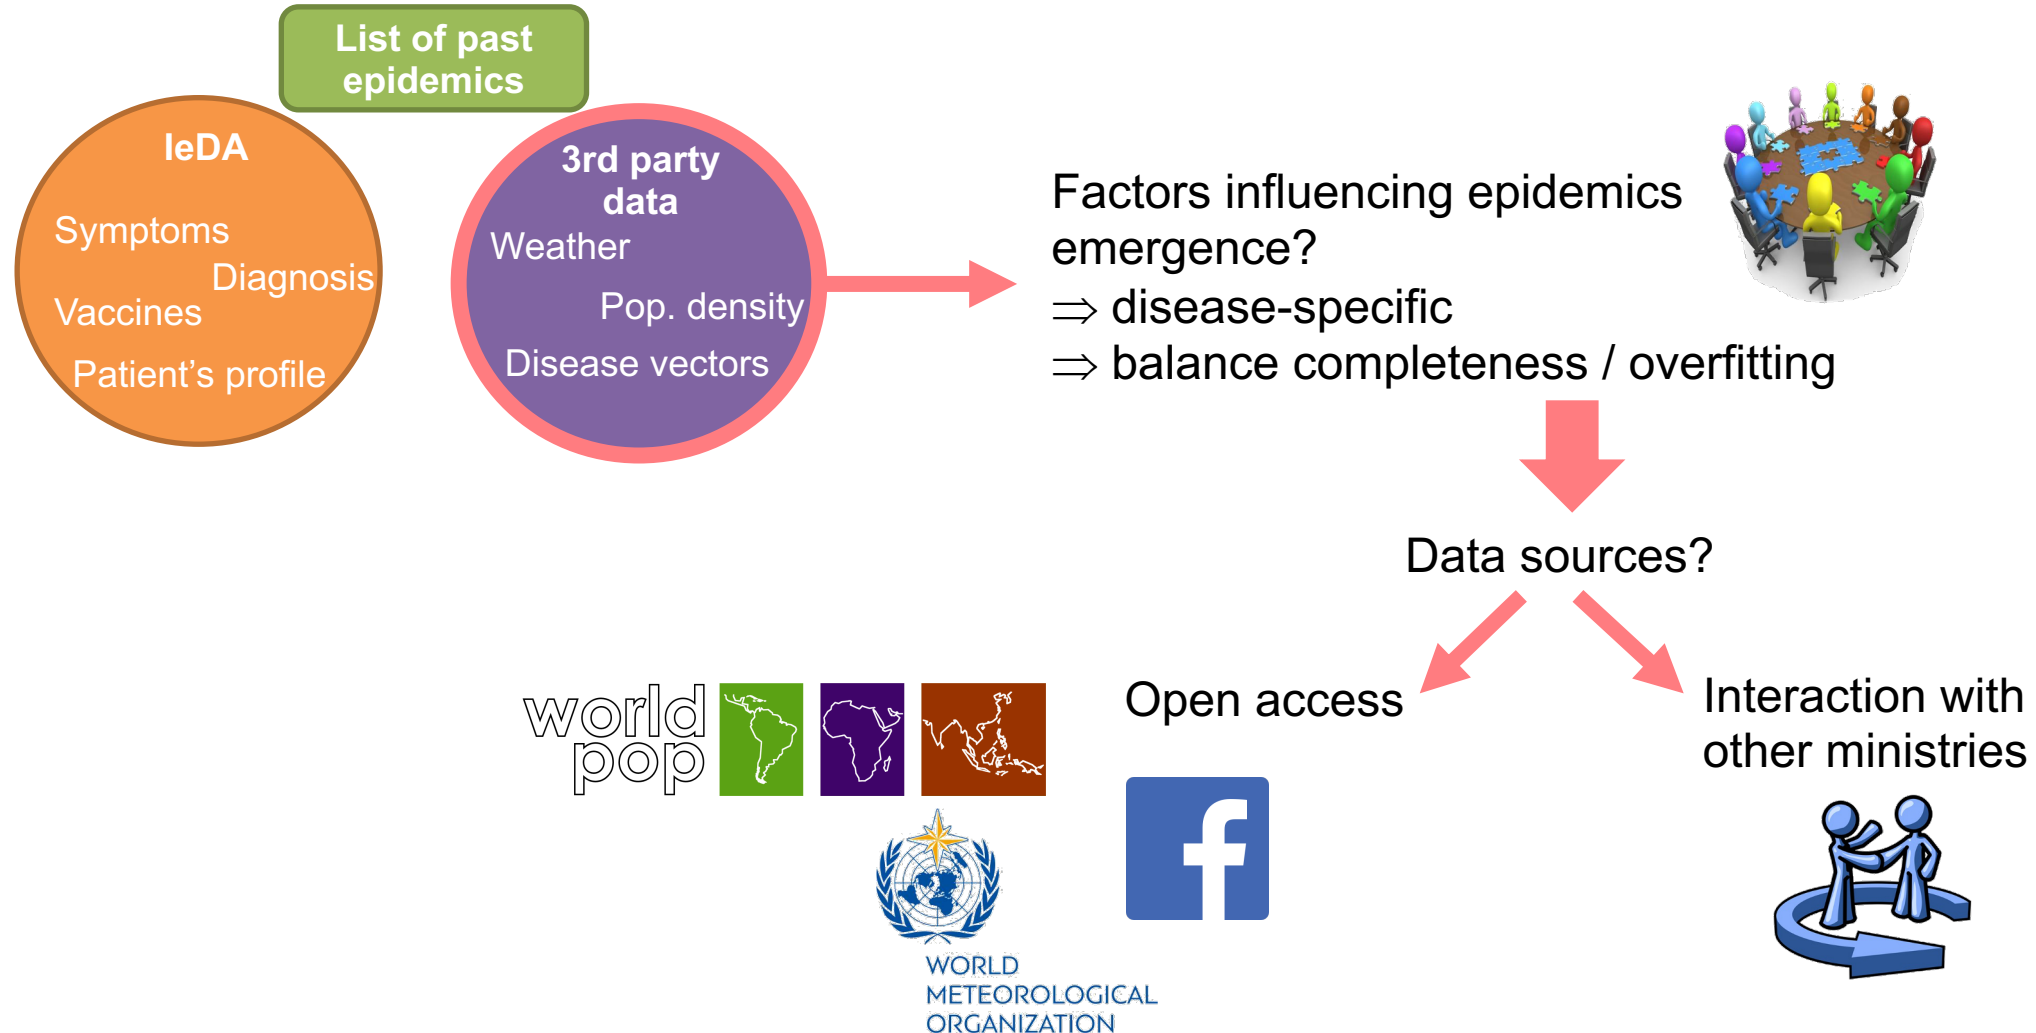 List of past
epidemics
IeDA
Symptoms
Diagnosis
Vaccines
Patient's profile
3rd party
data
Weather
Pop. density
Disease vectors
Factors influencing epidemics
emergence?
⇒ disease-specific
⇒ balance completeness / overfitting
Data sources?
Open access
Interaction with
other ministries
world
pop
f
WORLD
METEOROLOGICAL
ORGANIZATION